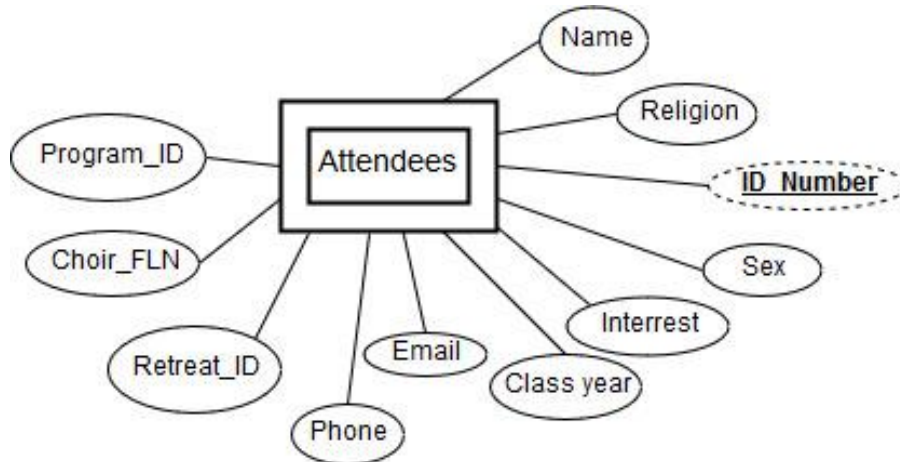 Name
Religion
Program_ID
Attendees
ID_Number
Choir_FLN
Sex
Interrest
Retreat_ID
Email
Class year
Phone